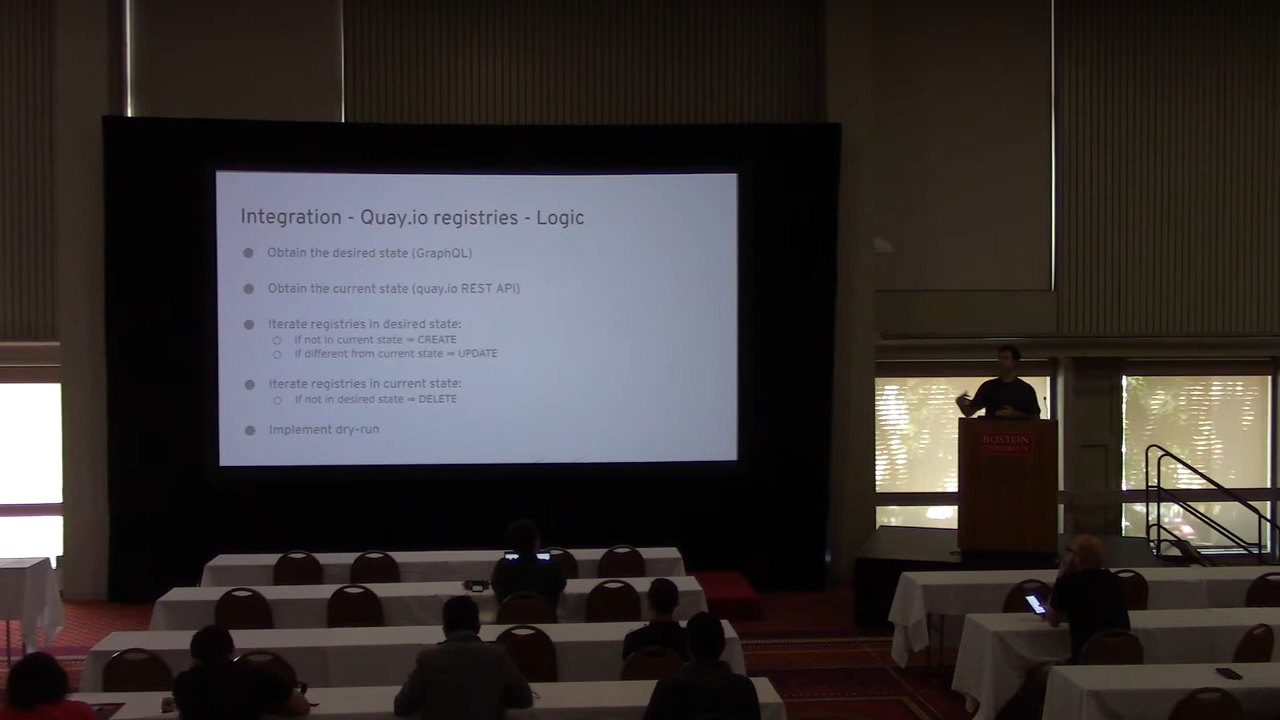 Integration - Quay.io registries - Logic
● Obtain the desired state (GraphQL)
● Obtain the current state (quay.io REST API)
● Iterate registries in desired state:
○ If not in current state ⇒ CREATE
○ If different from current state ⇒ UPDATE
● Iterate registries in current state:
○ If not in desired state ⇒ DELETE
● Implement dry-run
BOSTON
UNIVERSITY